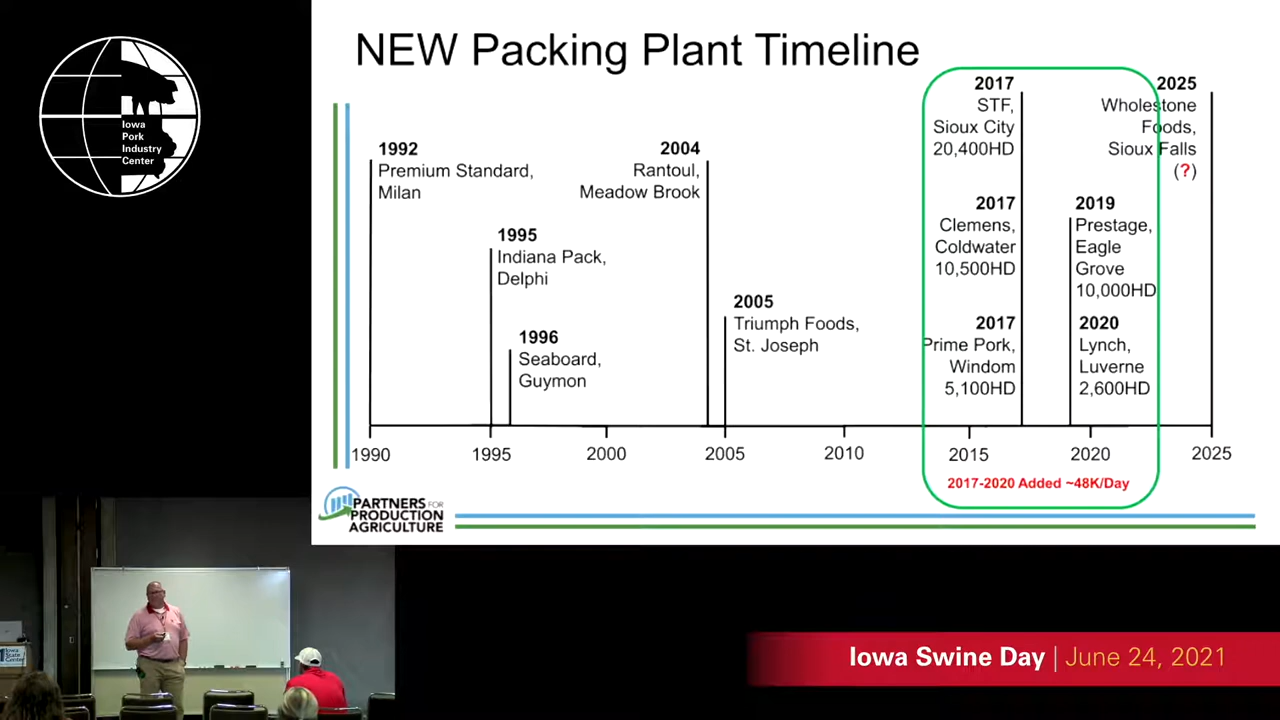 Iowa
Pork
Industry
Center
NEW Packing Plant Timeline
1992
Premium Standard,
Milan
1995
Indiana Pack,
Delphi
1996
Seaboard,
Guymon
2004
Rantoul,
Meadow Brook
2005
Triumph Foods,
St. Joseph
2017
STF,
Sioux City
20,400HD
2017
Clemens,
Coldwater
10,500HD
2017
Prime Pork,
Windom
5,100HD
2019
Prestage,
Eagle
Grove
10,000HD
2020
Lynch,
Luverne
2,600HD
2025
Wholestone
Foods,
Sioux Falls
(?)
1990 1995 2000 2005 2010 2015 2020 2025
2017-2020 Added ~48K/Day
PARTNERS FOR
PRODUCTION
AGRICULTURE
Iowa
State
Center
Iowa Swine Day | June 24, 2021